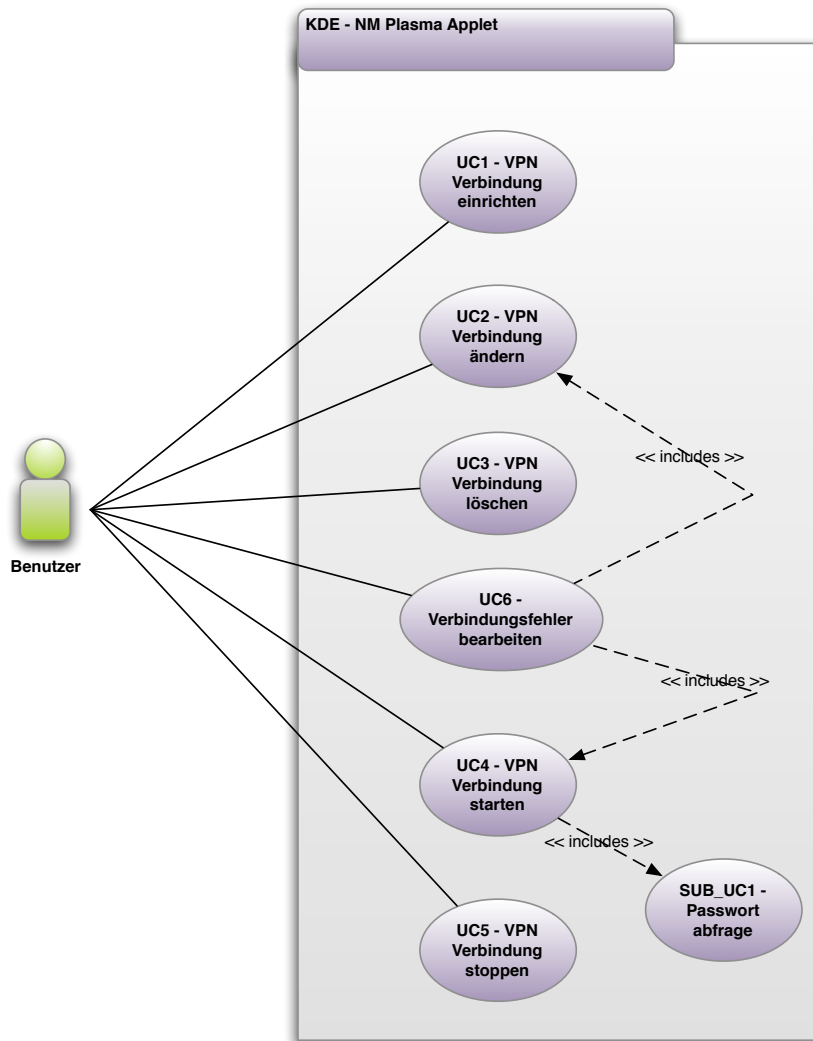 KDE - NM Plasma Applet
UC1 - VPN
Verbindung
einrichten
UC2 - VPN
Verbindung
ändern
<< includes >>
UC3 - VPN
Verbindung
löschen
Benutzer
UC6 -
Verbindungsfehler
bearbeiten
<< includes >>
UC4 - VPN
Verbindung
starten
<< includes >>
SUB_UC1 -
Passwort
abfrage
UC5 - VPN
Verbindung
stoppen